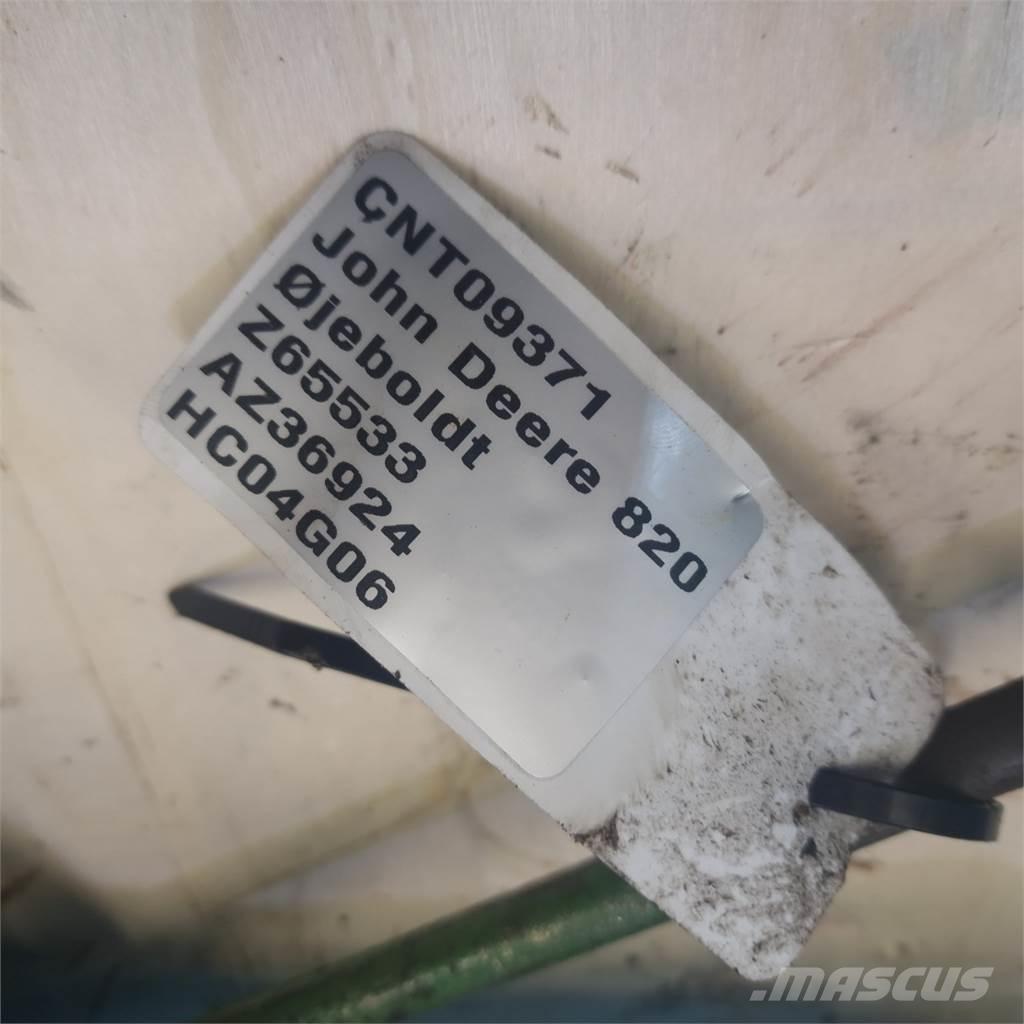 ÇNT09371
John Deere 820
Øjeboldt
Z65533
AZ36924
HC04G06
.MASCUS